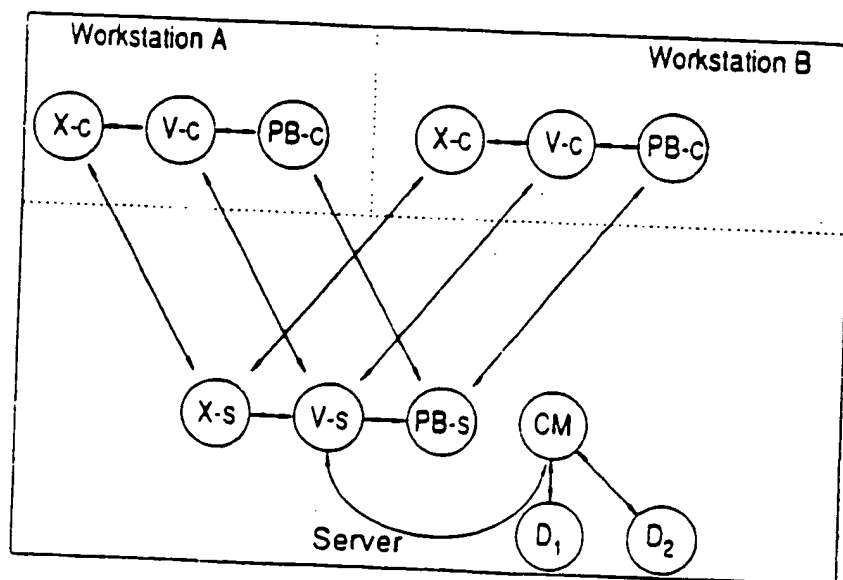 Workstation A
Workstation B
X-c V-c PB-c X-c V-c PB-c
X-s V-s PB-s CM
Server D₁ D₂